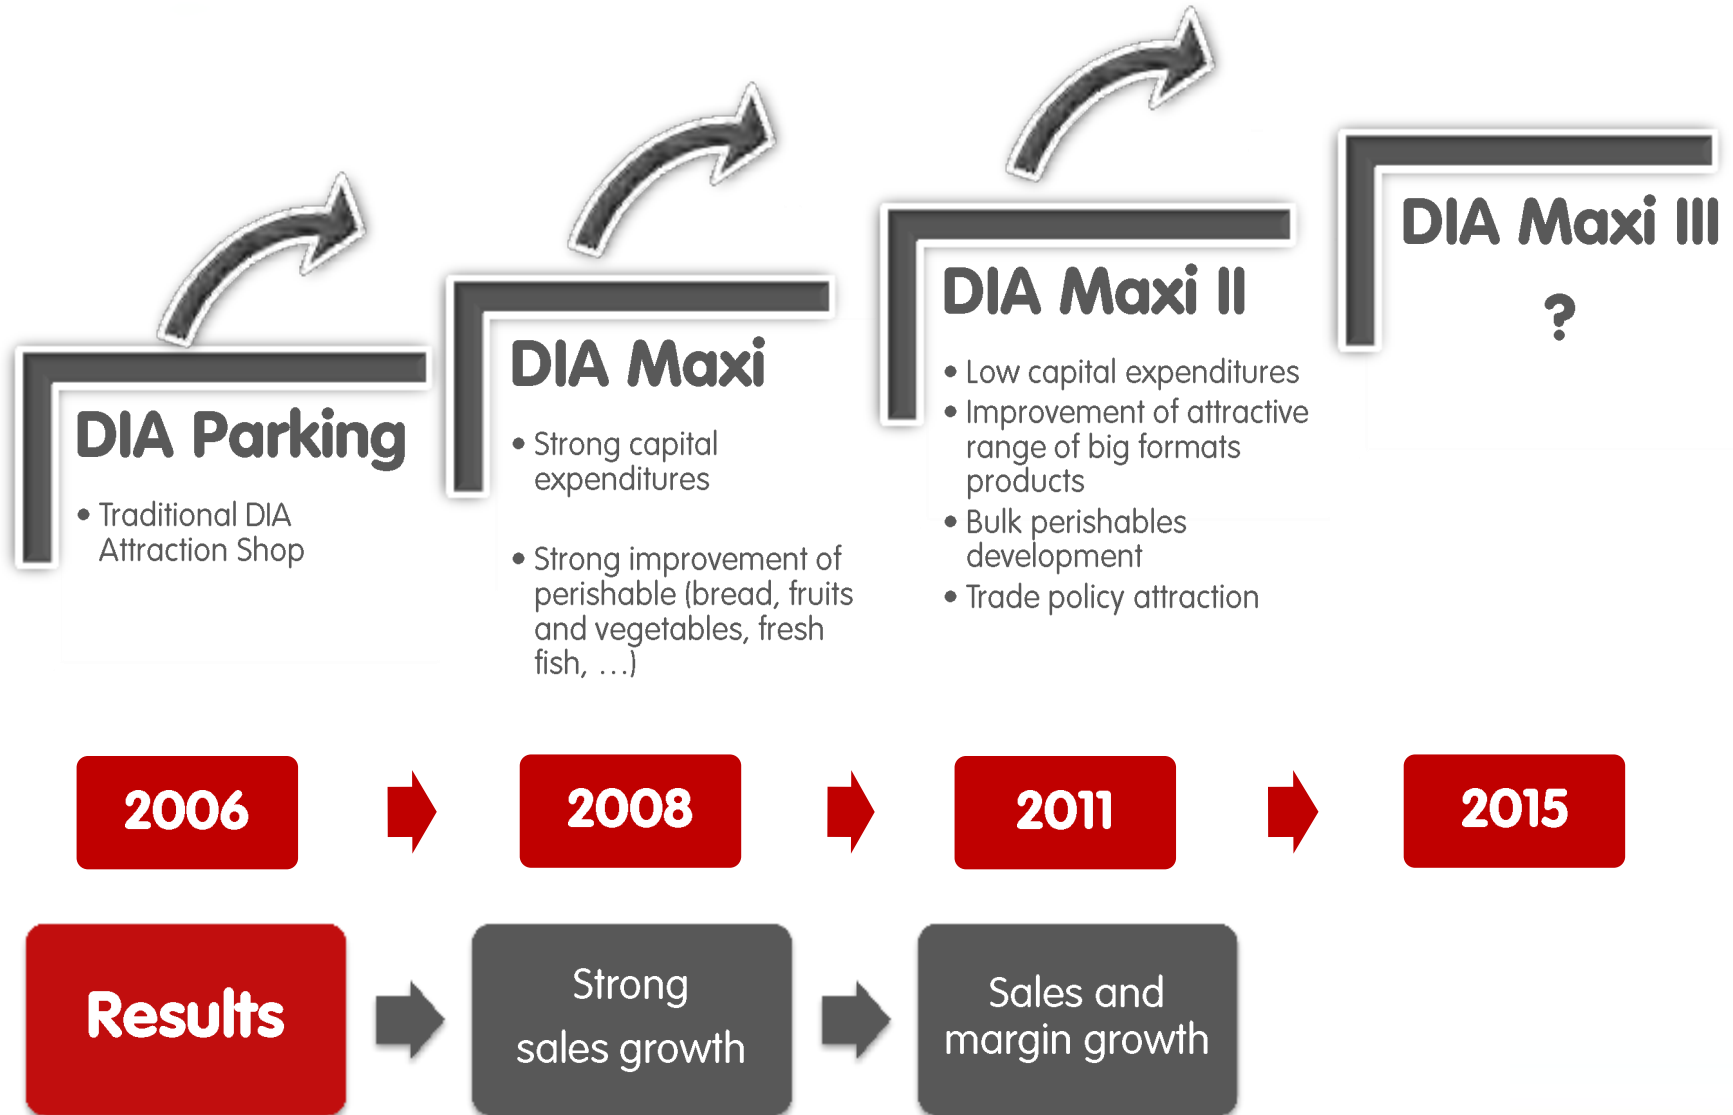 DIA Parking
• Traditional DIA
Attraction Shop
DIA Maxi
• Strong capital
expenditures
• Strong improvement of
perishable (bread, fruits
and vegetables, fresh
fish, ...)
DIA Maxi II
• Low capital expenditures
• Improvement of attractive
range of big formats
products
• Bulk perishables
development
• Trade policy attraction
DIA Maxi III
?
2006
2008
2011
2015
Results
Strong
sales growth
Sales and
margin growth